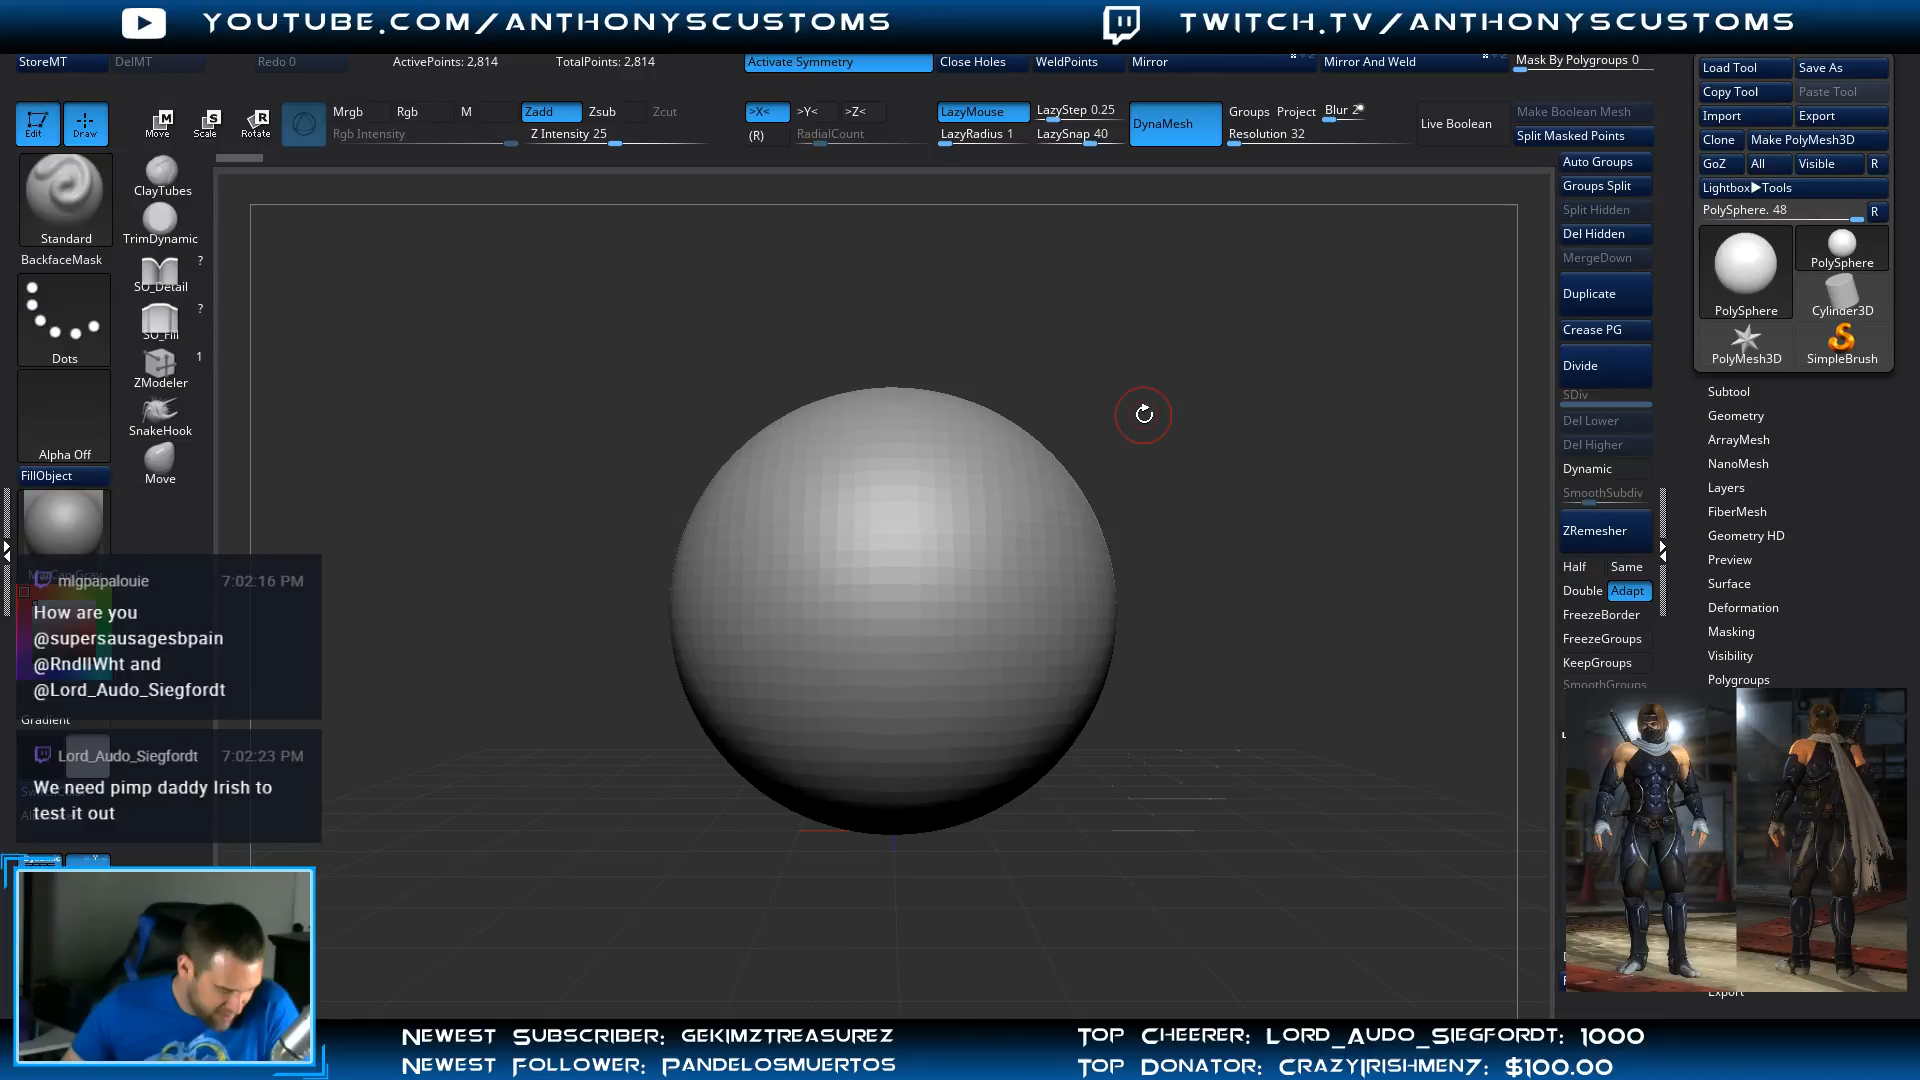 YOUTUBE.COM/ANTHONYSCUSTOMS
TWITCH.TV/ANTHONYSCUSTOMS
StoreMT
DelMT
Redo 0
ActivePoints: 2,814
TotalPoints: 2,814
Activate Symmetry
Close Holes
WeldPoints
Mirror
Mirror And Weld
Mask By Polygroups 0
Edit
Draw
Move
Scale
Rotate
Mrgb
Rgb
M
Zadd
Zsub
Zcut
Rgb Intensity
Z Intensity 25
>X<
>Y<
>Z<
(R)
RadialCount
LazyMouse
LazyStep 0.25
LazyRadius 1
LazySnap 40
DynaMesh
Groups
Project
Blur 2
Resolution 32
Live Boolean
Make Boolean Mesh
Split Masked Points
Standard
BackfaceMask
Dots
Alpha Off
FillObject
Gradient
ClayTubes
TrimDynamic
?
SO_Detail
?
SO_Fill
1
ZModeler
SnakeHook
Move
mlgpapalouie
7:02:16 PM
How are you
@supersausagesbpain
@RndllWht and
@Lord_Audo_Siegfordt
Lord_Audo_Siegfordt
7:02:23 PM
We need pimp daddy Irish to
test it out
Auto Groups
Groups Split
Split Hidden
Del Hidden
MergeDown
Duplicate
Crease PG
Divide
SDiv
Del Lower
Del Higher
Dynamic
SmoothSubdiv
ZRemesher
Half
Same
Double
Adapt
FreezeBorder
FreezeGroups
KeepGroups
SmoothGroups
Load Tool
Save As
Copy Tool
Paste Tool
Import
Export
Clone
Make PolyMesh3D
GoZ
All
Visible
R
Lightbox▶Tools
PolySphere. 48
R
PolySphere
PolySphere
Cylinder3D
PolyMesh3D
SimpleBrush
Subtool
Geometry
ArrayMesh
NanoMesh
Layers
FiberMesh
Geometry HD
Preview
Surface
Deformation
Masking
Visibility
Polygroups
Export
Newest Subscriber: gekimztreasurez
Newest Follower: Pandelosmuertos
Top Cheerer: Lord_Audo_Siegfordt: 1000
Top Donator: CrazyIrishmen7: $100.00